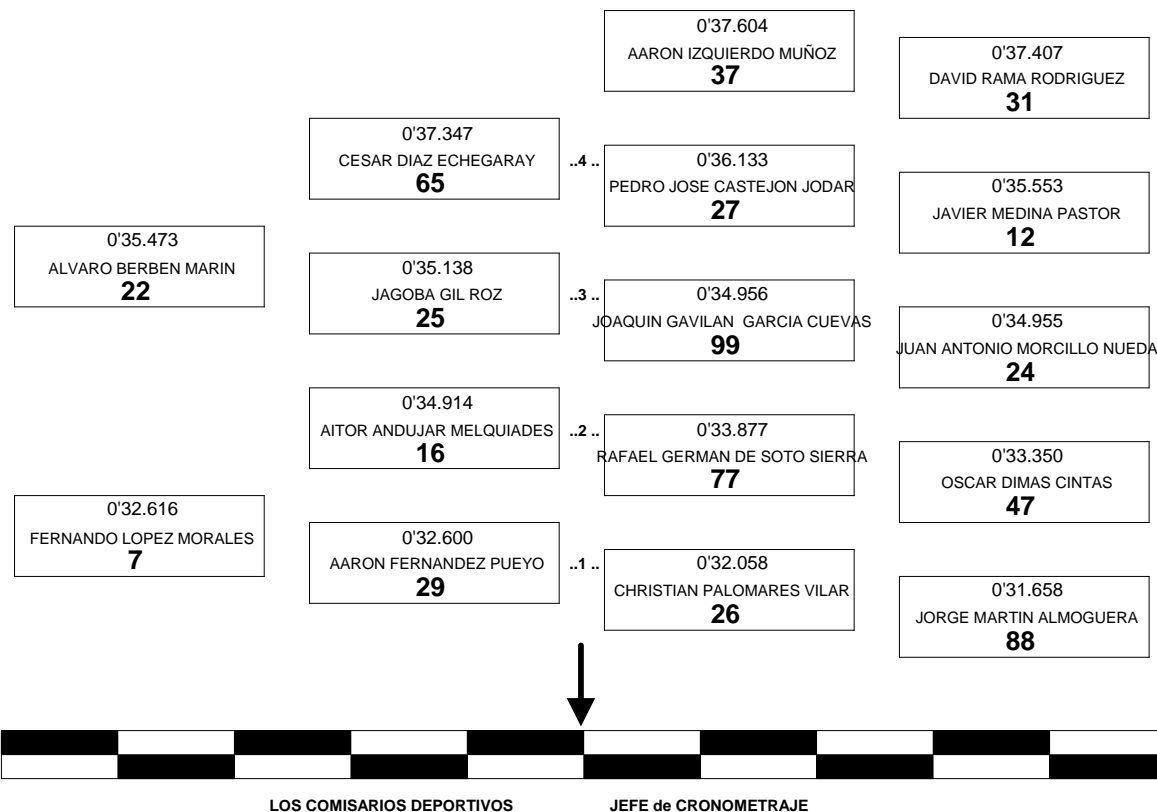 0'37.604
AARON IZQUIERDO MUÑOZ
37
0'37.407
DAVID RAMA RODRIGUEZ
31
0'37.347
CESAR DIAZ ECHEGARAY
65
..4 ..
0'36.133
PEDRO JOSE CASTEJON JODAR
27
0'35.553
JAVIER MEDINA PASTOR
12
0'35.473
ALVARO BERBEN MARIN
22
0'35.138
JAGOBA GIL ROZ
25
..3 ..
0'34.956
JOAQUIN GAVILAN  GARCIA CUEVAS
99
0'34.955
JUAN ANTONIO MORCILLO NUEDA
24
0'34.914
AITOR ANDUJAR MELQUIADES
16
..2 ..
0'33.877
RAFAEL GERMAN DE SOTO SIERRA
77
0'33.350
OSCAR DIMAS CINTAS
47
0'32.616
FERNANDO LOPEZ MORALES
7
0'32.600
AARON FERNANDEZ PUEYO
29
..1 ..
0'32.058
CHRISTIAN PALOMARES VILAR
26
0'31.658
JORGE MARTIN ALMOGUERA
88
LOS COMISARIOS DEPORTIVOS
JEFE de CRONOMETRAJE